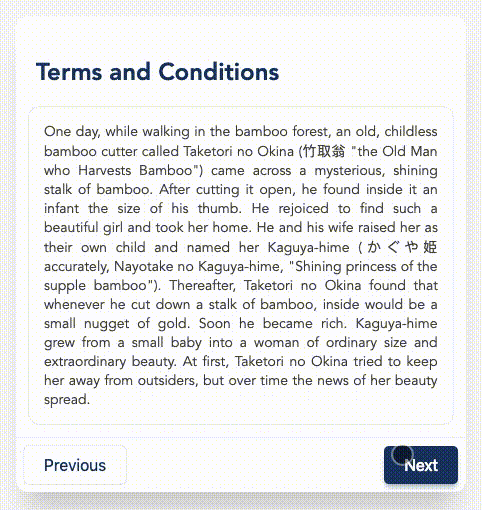 Terms and Conditions
One day, while walking in the bamboo forest, an old, childless
bamboo cutter called Taketori no Okina (竹取翁 "the Old Man
who Harvests Bamboo") came across a mysterious, shining
stalk of bamboo. After cutting it open, he found inside it an
infant the size of his thumb. He rejoiced to find such a
beautiful girl and took her home. He and his wife raised her as
their own child and named her Kaguya-hime (かぐや姫
accurately, Nayotake no Kaguya-hime, "Shining princess of the
supple bamboo"). Thereafter, Taketori no Okina found that
whenever he cut down a stalk of bamboo, inside would be a
small nugget of gold. Soon he became rich. Kaguya-hime
grew from a small baby into a woman of ordinary size and
extraordinary beauty. At first, Taketori no Okina tried to keep
her away from outsiders, but over time the news of her beauty
spread.
Previous
Next